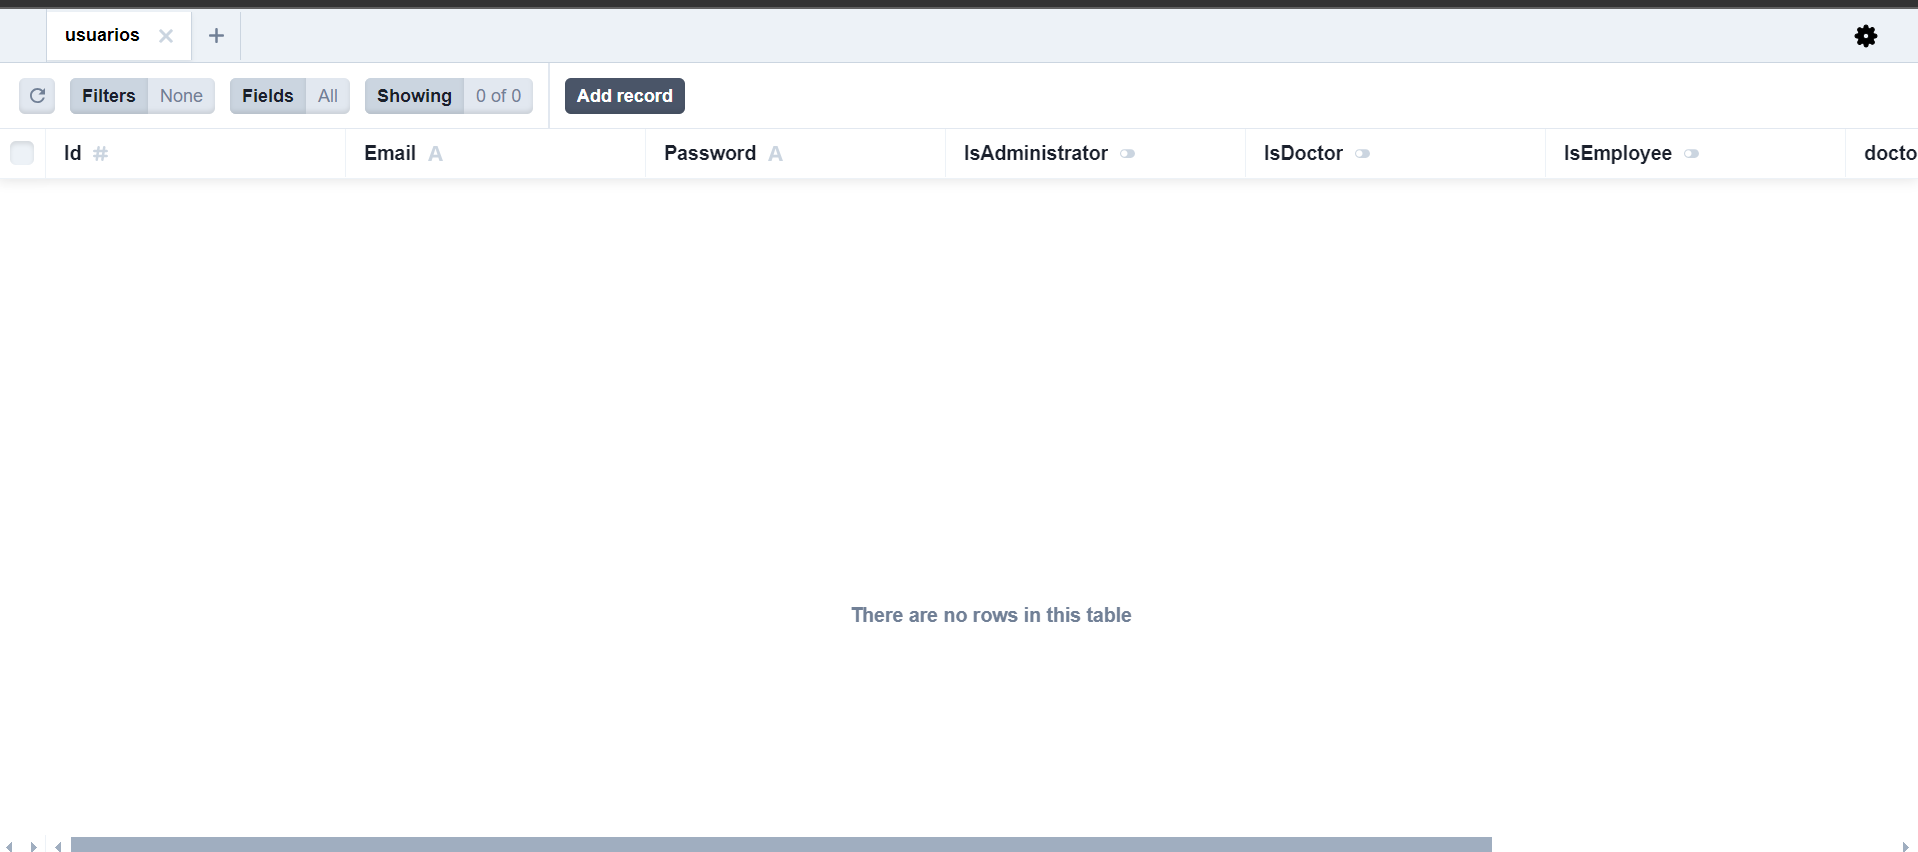 usuarios
Filters None Fields All Showing 0 of 0 Add record
Id # Email A Password A IsAdministrator IsDoctor IsEmployee docto
There are no rows in this table